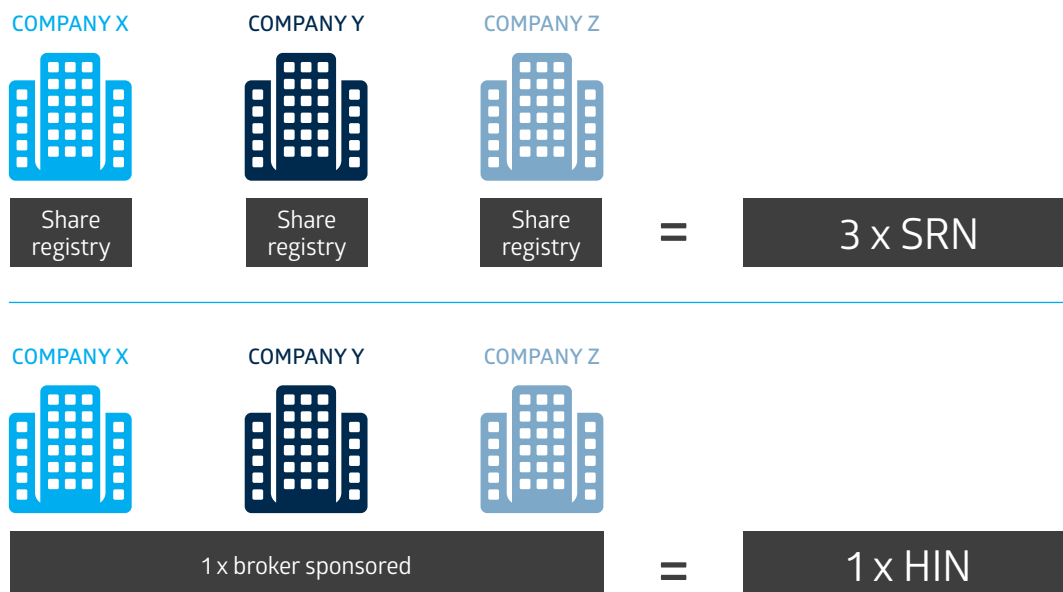 COMPANY X COMPANY Y COMPANY Z
Share registry Share registry Share registry = 3 x SRN
COMPANY X COMPANY Y COMPANY Z
1 x broker sponsored = 1 x HIN